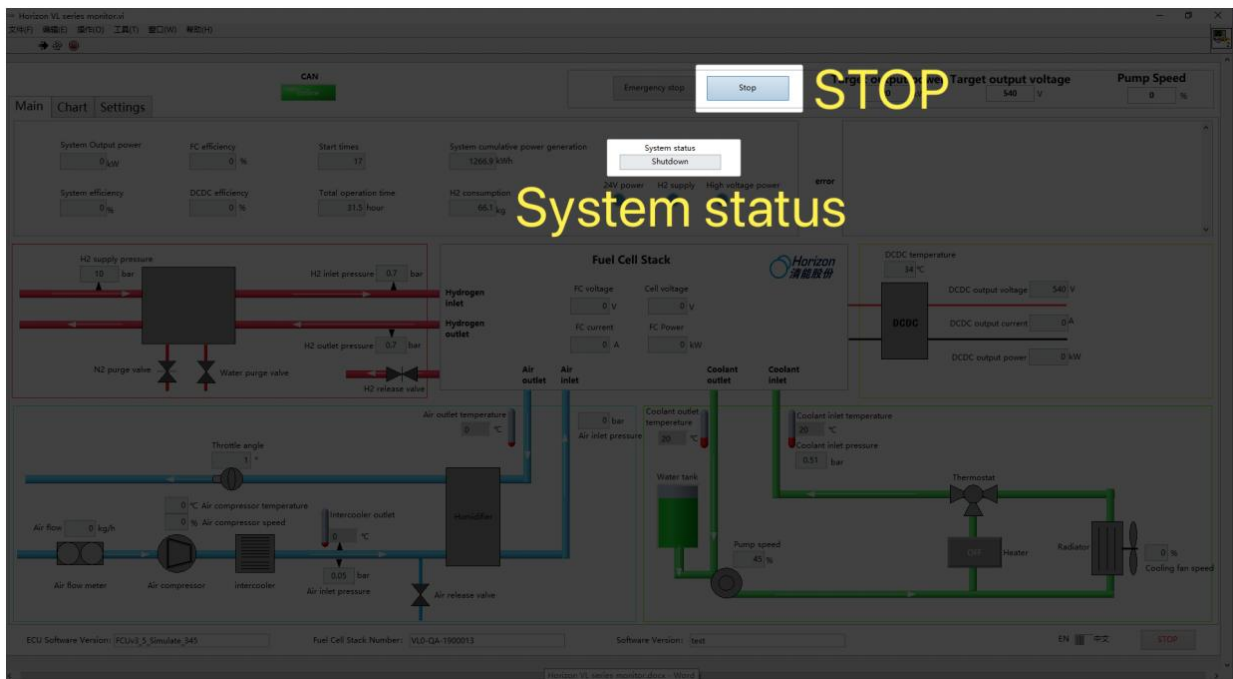 Horizon VL series monitor.vi
文件(F) 编辑(E) 操作(O) 工具(T) 窗口(W) 帮助(H)
CAN
Emergency stop
Stop
STOP
Target output power
Target output voltage
540 V
Pump Speed
0 %
Main Chart Settings
System Output power
0 kW
FC efficiency
0 %
Start times
17
System cumulative power generation
1266.9 kWh
System status
Shutdown
System efficiency
0 %
DCDC efficiency
0 %
Total operation time
31.5 hour
H2 consumption
66.1 kg
24V power
H2 supply
High voltage power
error
System status
H2 supply pressure
10 bar
H2 inlet pressure 0.7 bar
Hydrogen inlet
Hydrogen outlet
H2 outlet pressure 0.7 bar
N2 purge valve
Water purge valve
H2 release valve
Fuel Cell Stack
Horizon
清能股份
FC voltage
0 V
Cell voltage
0 V
FC current
0 A
FC Power
0 kW
Air outlet
Air inlet
Coolant outlet
Coolant inlet
DCDC temperature
34 ℃
DCDC
DCDC output voltage 540 V
DCDC output current 0 A
DCDC output power 0 kW
Air outlet temperature
0 ℃
0 bar
Air inlet pressure
Throttle angle
1 °
0 ℃ Air compressor temperature
0 % Air compressor speed
Air flow 0 kg/h
Intercooler outlet
0 ℃
0.05 bar
Air inlet pressure
Humidifier
Air flow meter
Air compressor
intercooler
Air release valve
Coolant outlet
temperature
20 ℃
Coolant inlet temperature
20 ℃
Coolant inlet pressure
0.51 bar
Water tank
Pump speed
45 %
Thermostat
OFF
Heater
Radiator
0 %
Cooling fan speed
ECU Software Version: FCUv3_5_Simulate_345
Fuel Cell Stack Number: VL0-QA-1900013
Software Version: test
EN 中文
STOP
Horizon VL series monitor.docx - Word